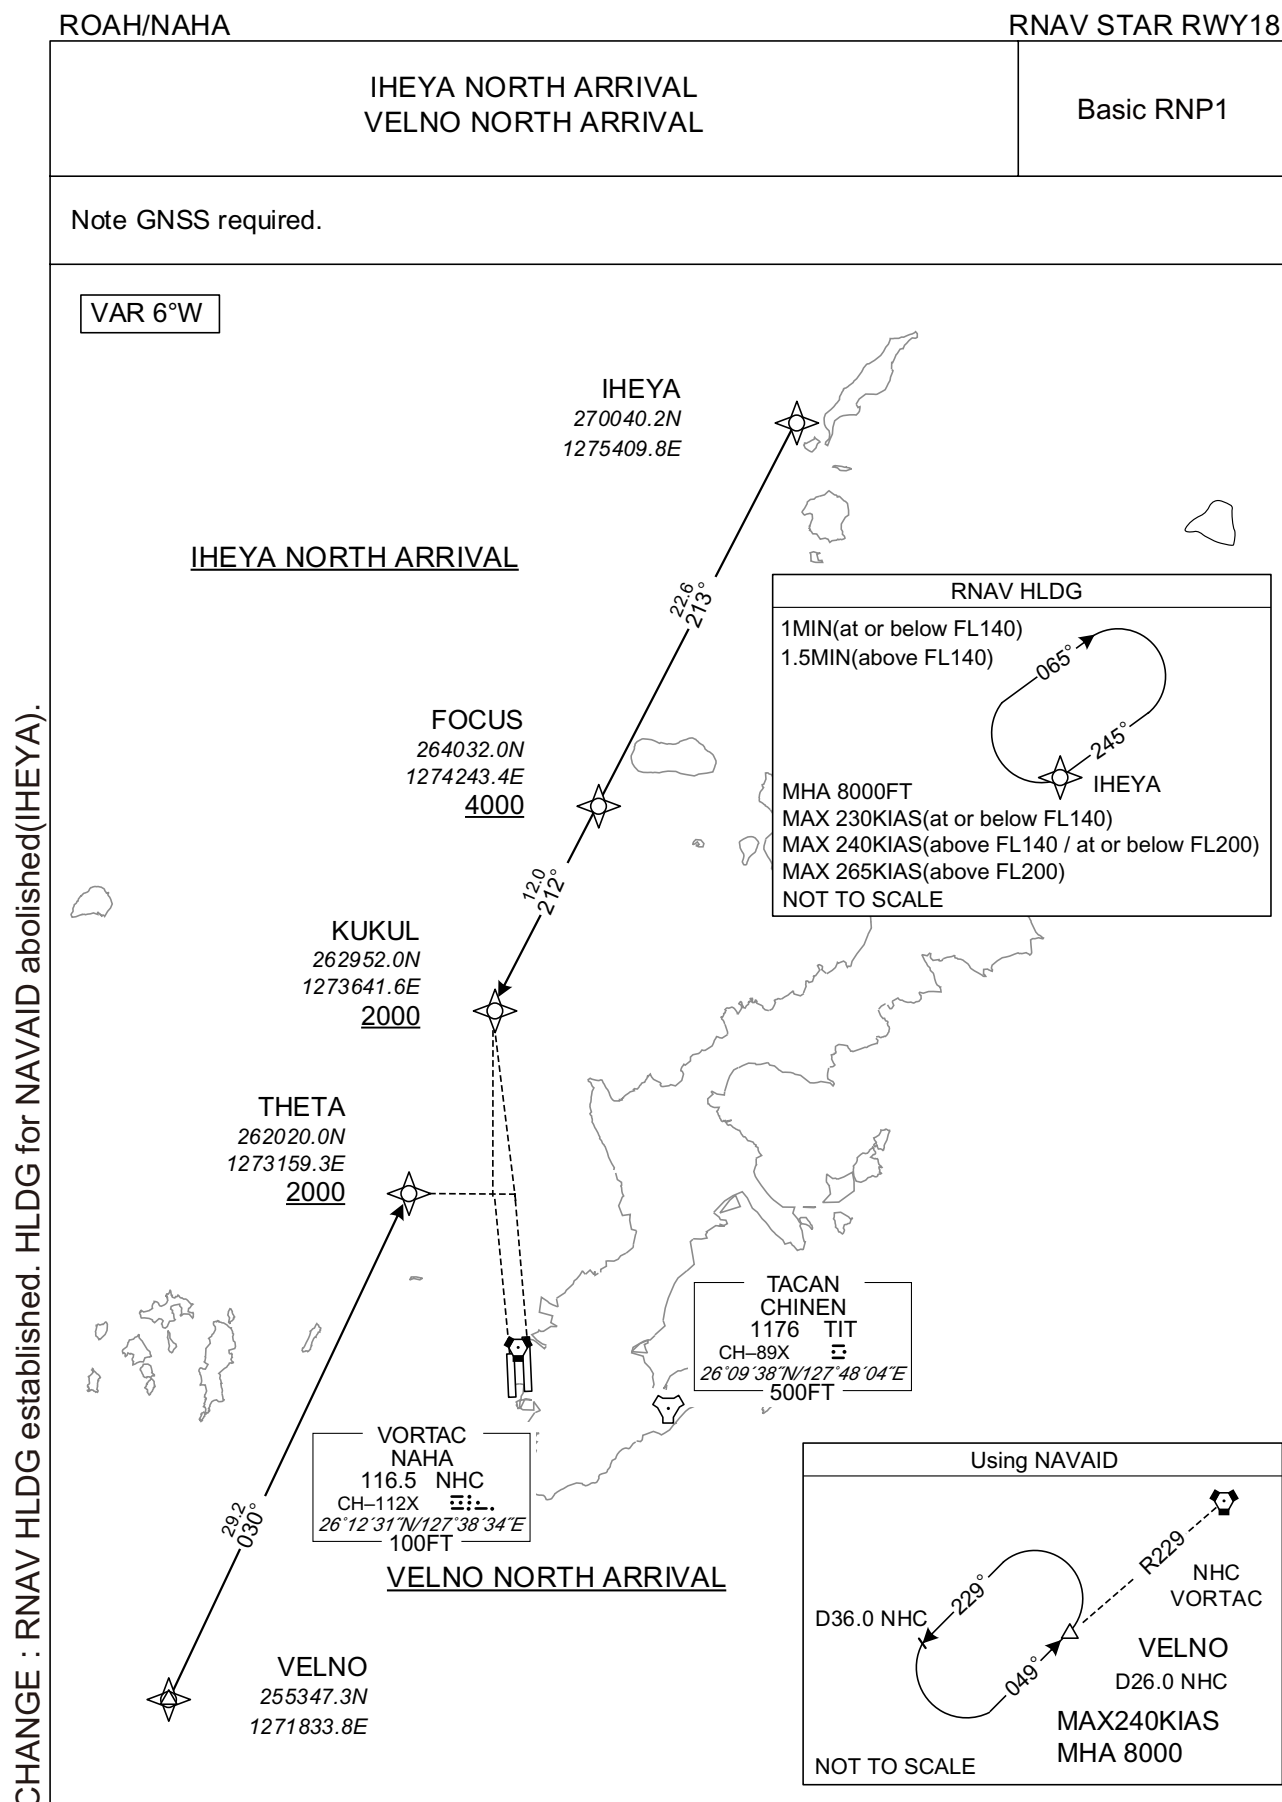 ROAH/NAHA
RNAV STAR RWY18
IHEYA NORTH ARRIVAL
VELNO NORTH ARRIVAL
Basic RNP1
Note GNSS required.
VAR 6°W
IHEYA
270040.2N
1275409.8E
IHEYA NORTH ARRIVAL
22.6
213°
RNAV HLDG
1MIN(at or below FL140)
1.5MIN(above FL140)
065°
245°
IHEYA
MHA 8000FT
MAX 230KIAS(at or below FL140)
MAX 240KIAS(above FL140 / at or below FL200)
MAX 265KIAS(above FL200)
NOT TO SCALE
FOCUS
264032.0N
1274243.4E
4000
12.0
212°
KUKUL
262952.0N
1273641.6E
2000
THETA
262020.0N
1273159.3E
2000
TACAN
CHINEN
1176 TIT
CH–89X
26°09´38˝N/127°48´04˝E
500FT
VORTAC
NAHA
116.5 NHC
CH–112X
26°12´31˝N/127°38´34˝E
100FT
29.2
030°
VELNO NORTH ARRIVAL
VELNO
255347.3N
1271833.8E
Using NAVAID
R229
NHC
VORTAC
229°
D36.0 NHC
049°
VELNO
D26.0 NHC
MAX240KIAS
MHA 8000
NOT TO SCALE
CHANGE : RNAV HLDG established. HLDG for NAVAID abolished(IHEYA).